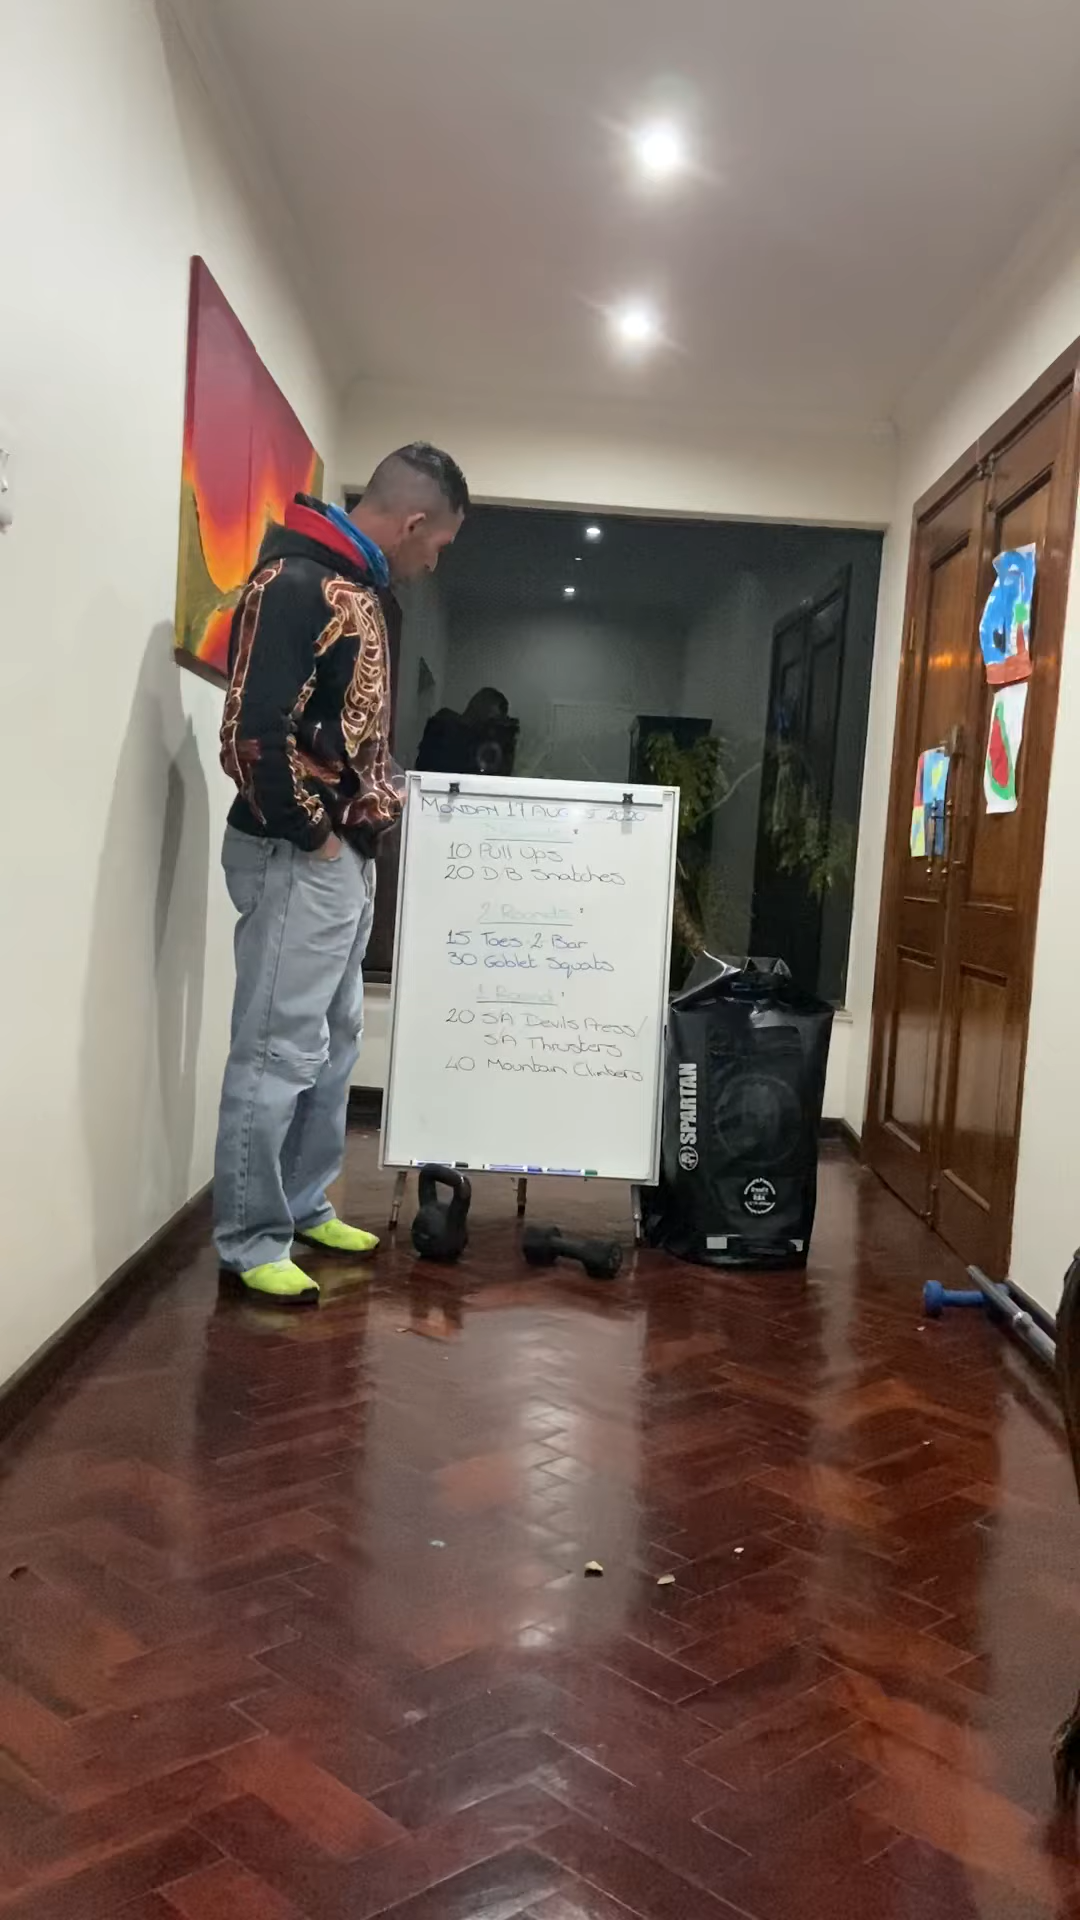 MONDAY 17 AUGUST 2020
10 Pull Ups
20 D/B Snatches
2 Rounds:
15 Toes 2 Bar
30 Goblet Squats
1 Round:
20 S/A Devils Press/
S/A Thrusters
40 Mountain Climbers
SPARTAN